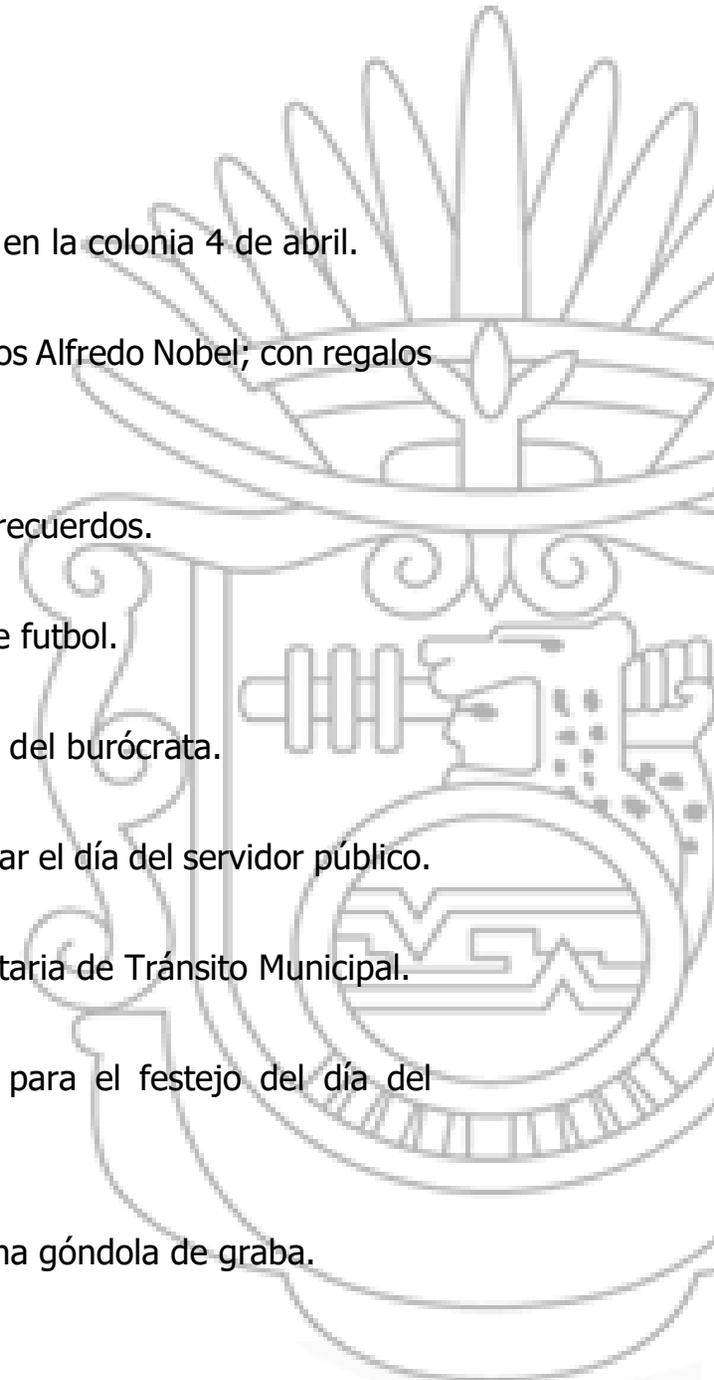 en la colonia 4 de abril.
os Alfredo Nobel; con regalos
recuerdos.
e futbol.
del burócrata.
ar el día del servidor público.
taria de Tránsito Municipal.
para el festejo del día del
na góndola de graba.